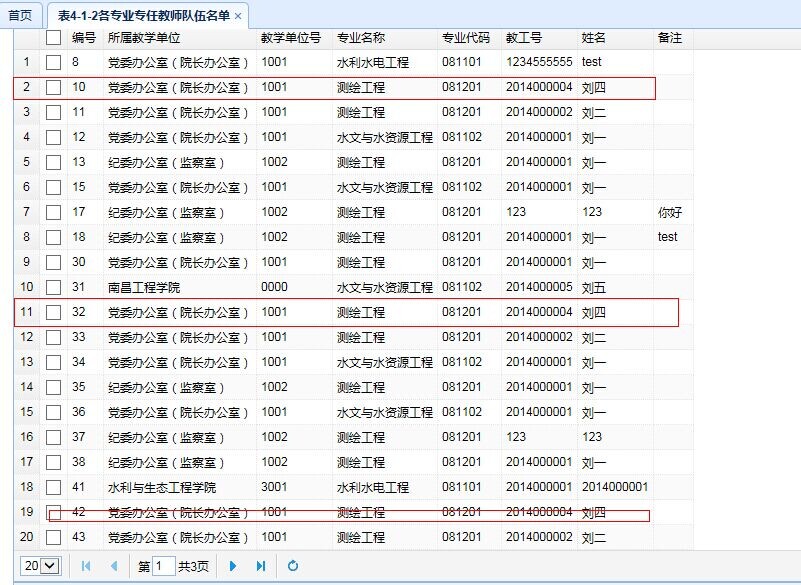 首页 表4-1-2各专业专任教师队伍名单 ×
编号 所属教学单位 教学单位号 专业名称 专业代码 教工号 姓名 备注
1 8 党委办公室（院长办公室） 1001 水利水电工程 081101 1234555555 test
2 10 党委办公室（院长办公室） 1001 测绘工程 081201 2014000004 刘四
3 11 党委办公室（院长办公室） 1001 测绘工程 081201 2014000002 刘二
4 12 党委办公室（院长办公室） 1001 水文与水资源工程 081102 2014000001 刘一
5 13 纪委办公室（监察室） 1002 测绘工程 081201 2014000001 刘一
6 15 党委办公室（院长办公室） 1001 水文与水资源工程 081102 2014000001 刘一
7 17 纪委办公室（监察室） 1002 测绘工程 081201 123 123 你好
8 18 纪委办公室（监察室） 1002 测绘工程 081201 2014000001 刘一 test
9 30 党委办公室（院长办公室） 1001 测绘工程 081201 2014000001 刘一
10 31 南昌工程学院 0000 水文与水资源工程 081102 2014000005 刘五
11 32 党委办公室（院长办公室） 1001 测绘工程 081201 2014000004 刘四
12 33 党委办公室（院长办公室） 1001 测绘工程 081201 2014000002 刘二
13 34 党委办公室（院长办公室） 1001 水文与水资源工程 081102 2014000001 刘一
14 35 纪委办公室（监察室） 1002 测绘工程 081201 2014000001 刘一
15 36 党委办公室（院长办公室） 1001 水文与水资源工程 081102 2014000001 刘一
16 37 纪委办公室（监察室） 1002 测绘工程 081201 123 123
17 38 纪委办公室（监察室） 1002 测绘工程 081201 2014000001 刘一
18 41 水利与生态工程学院 3001 水利水电工程 081101 2014000001 2014000001
19 42 党委办公室（院长办公室） 1001 测绘工程 081201 2014000004 刘四
20 43 党委办公室（院长办公室） 1001 测绘工程 081201 2014000002 刘二
20 第 1 共3页